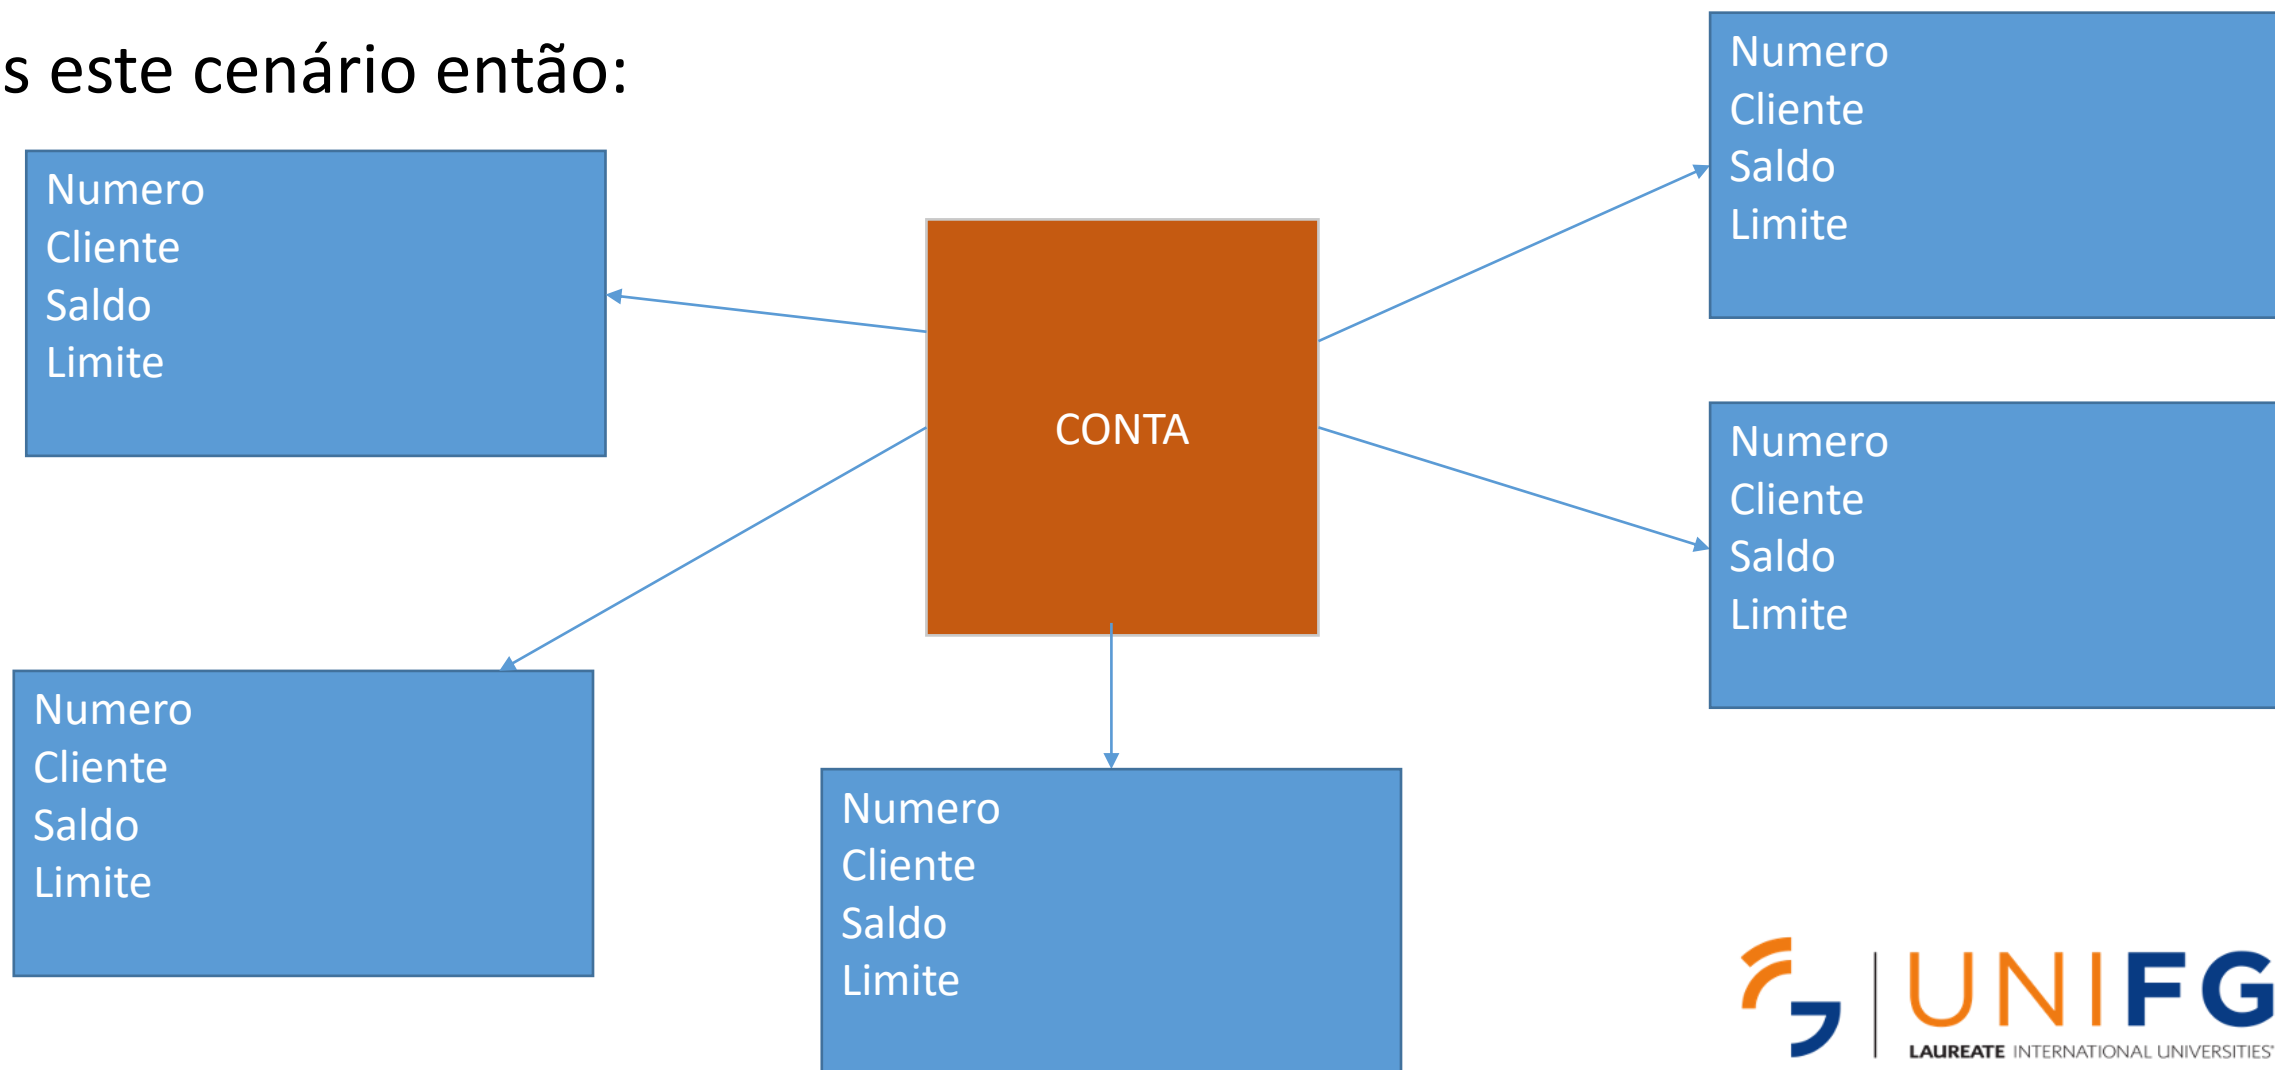 s este cenário então:
Numero
Cliente
Saldo
Limite
CONTA
Numero
Cliente
Saldo
Limite
Numero
Cliente
Saldo
Limite
Numero
Cliente
Saldo
Limite
Numero
Cliente
Saldo
Limite
UNIFG
LAUREATE INTERNATIONAL UNIVERSITIES